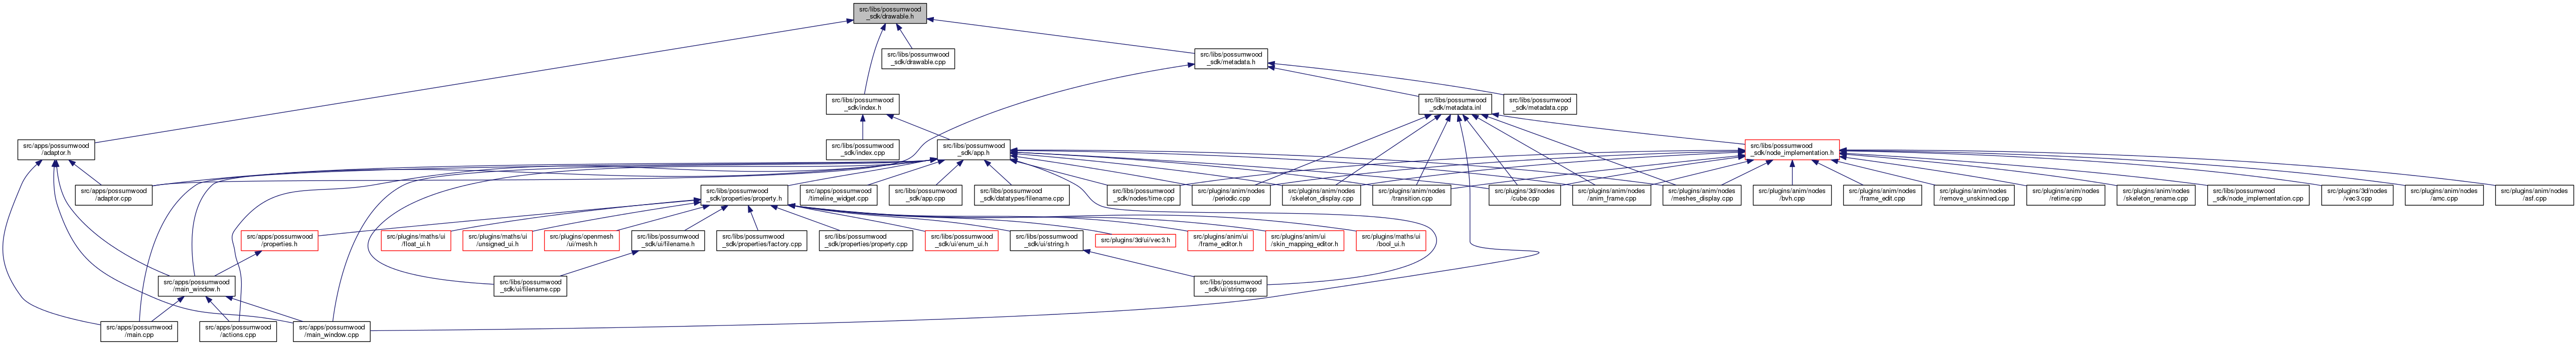 src/libs/possumwood
_sdk/drawable.h
src/libs/possumwood
_sdk/drawable.cpp
src/libs/possumwood
_sdk/metadata.h
src/libs/possumwood
_sdk/index.h
src/libs/possumwood
_sdk/metadata.inl
src/libs/possumwood
_sdk/metadata.cpp
src/apps/possumwood
/adaptor.h
src/libs/possumwood
_sdk/index.cpp
src/libs/possumwood
_sdk/app.h
src/libs/possumwood
_sdk/node_implementation.h
src/apps/possumwood
/adaptor.cpp
src/libs/possumwood
_sdk/properties/property.h
src/apps/possumwood
/timeline_widget.cpp
src/libs/possumwood
_sdk/app.cpp
src/libs/possumwood
_sdk/datatypes/filename.cpp
src/libs/possumwood
_sdk/nodes/time.cpp
src/plugins/anim/nodes
/periodic.cpp
src/plugins/anim/nodes
/skeleton_display.cpp
src/plugins/anim/nodes
/transition.cpp
src/plugins/3d/nodes
/cube.cpp
src/plugins/anim/nodes
/anim_frame.cpp
src/plugins/anim/nodes
/meshes_display.cpp
src/plugins/anim/nodes
/bvh.cpp
src/plugins/anim/nodes
/frame_edit.cpp
src/plugins/anim/nodes
/remove_unskinned.cpp
src/plugins/anim/nodes
/retime.cpp
src/plugins/anim/nodes
/skeleton_rename.cpp
src/libs/possumwood
_sdk/node_implementation.cpp
src/plugins/3d/nodes
/vec3.cpp
src/plugins/anim/nodes
/amc.cpp
src/plugins/anim/nodes
/asf.cpp
src/apps/possumwood
/properties.h
src/plugins/maths/ui
/float_ui.h
src/plugins/maths/ui
/unsigned_ui.h
src/plugins/openmesh
/ui/mesh.h
src/libs/possumwood
_sdk/ui/filename.h
src/libs/possumwood
_sdk/properties/factory.cpp
src/libs/possumwood
_sdk/properties/property.cpp
src/libs/possumwood
_sdk/ui/enum_ui.h
src/libs/possumwood
_sdk/ui/string.h
src/plugins/3d/ui/vec3.h
src/plugins/anim/ui
/frame_editor.h
src/plugins/anim/ui
/skin_mapping_editor.h
src/plugins/maths/ui
/bool_ui.h
src/apps/possumwood
/main_window.h
src/libs/possumwood
_sdk/ui/filename.cpp
src/libs/possumwood
_sdk/ui/string.cpp
src/apps/possumwood
/main.cpp
src/apps/possumwood
/actions.cpp
src/apps/possumwood
/main_window.cpp